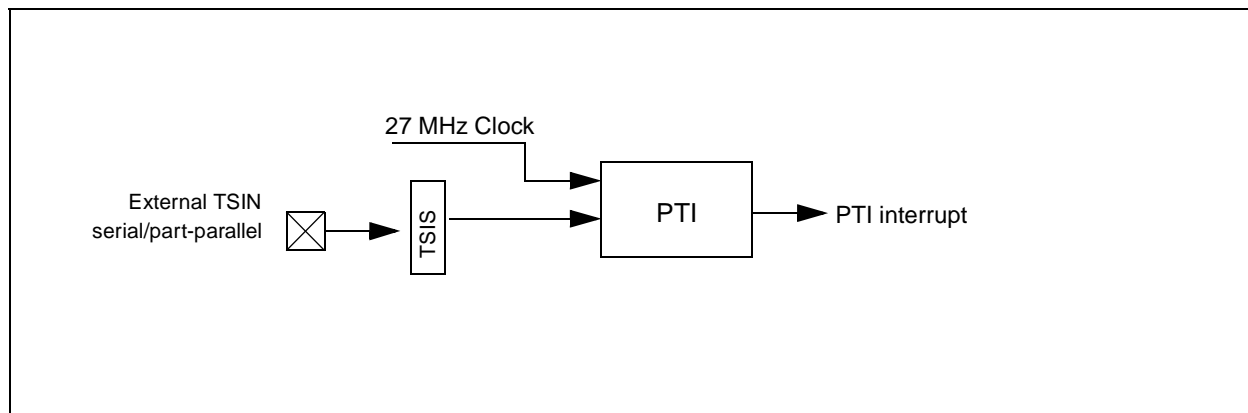 27 MHz Clock
External TSIN
serial/part-parallel
TSIS
PTI
PTI interrupt